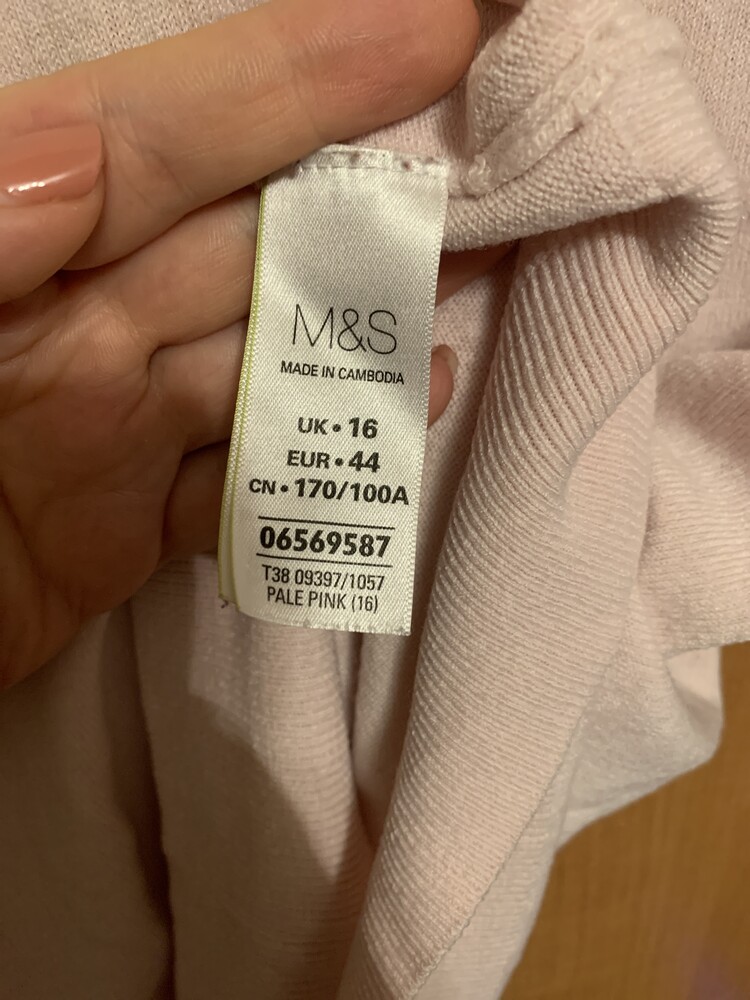 M&S
MADE IN CAMBODIA
UK • 16
EUR • 44
CN • 170/100A
06569587
T38 09397/1057
PALE PINK (16)